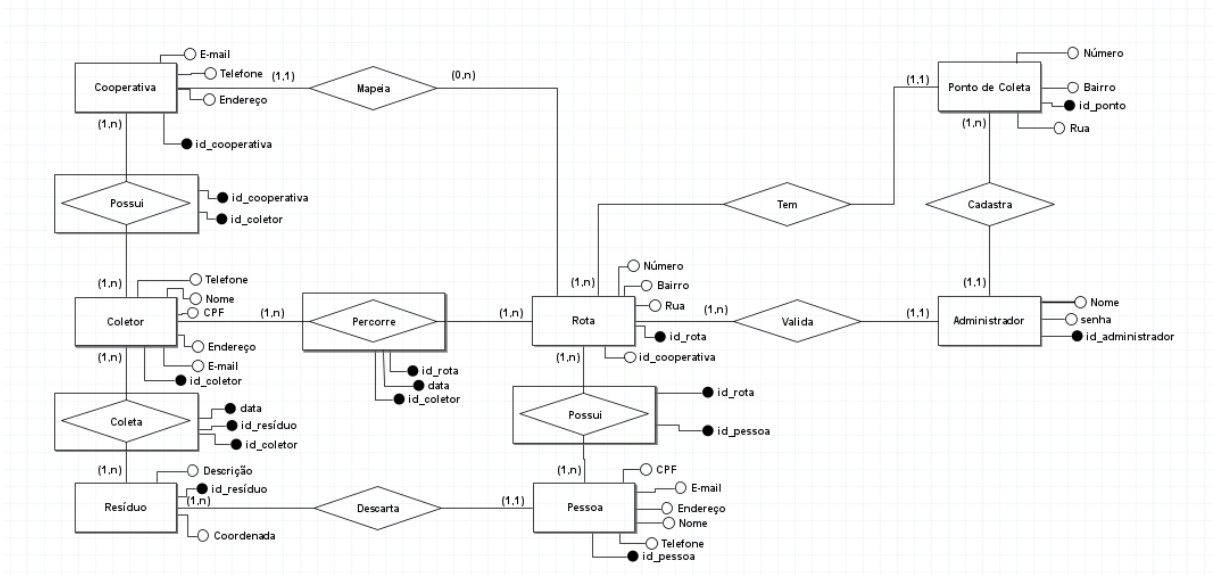 E-mail
Telefone
Endereço
Cooperativa
id_cooperativa
(1,1)
Mapeia
(0,n)
(1,n)
Possui
id_cooperativa
id_coletor
(1,n)
Coletor
Telefone
Nome
CPF
Endereço
E-mail
id_coletor
(1,n)
Percorre
(1,n)
id_rota
data
id_coletor
(1,n)
Coleta
data
id_resíduo
id_coletor
(1,n)
Resíduo
Descrição
id_resíduo
Coordenada
(1,n)
Descarta
(1,1)
Pessoa
CPF
E-mail
Endereço
Nome
Telefone
id_pessoa
(1,n)
Possui
id_rota
id_pessoa
(1,n)
Rota
Número
Bairro
Rua
id_rota
id_cooperativa
(1,n)
Tem
(1,1)
Ponto de Coleta
Número
Bairro
id_ponto
Rua
(1,n)
Cadastra
(1,1)
(1,n)
Valida
(1,1)
Administrador
Nome
senha
id_administrador